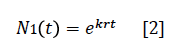 N1(t) = e^{krt} [2]